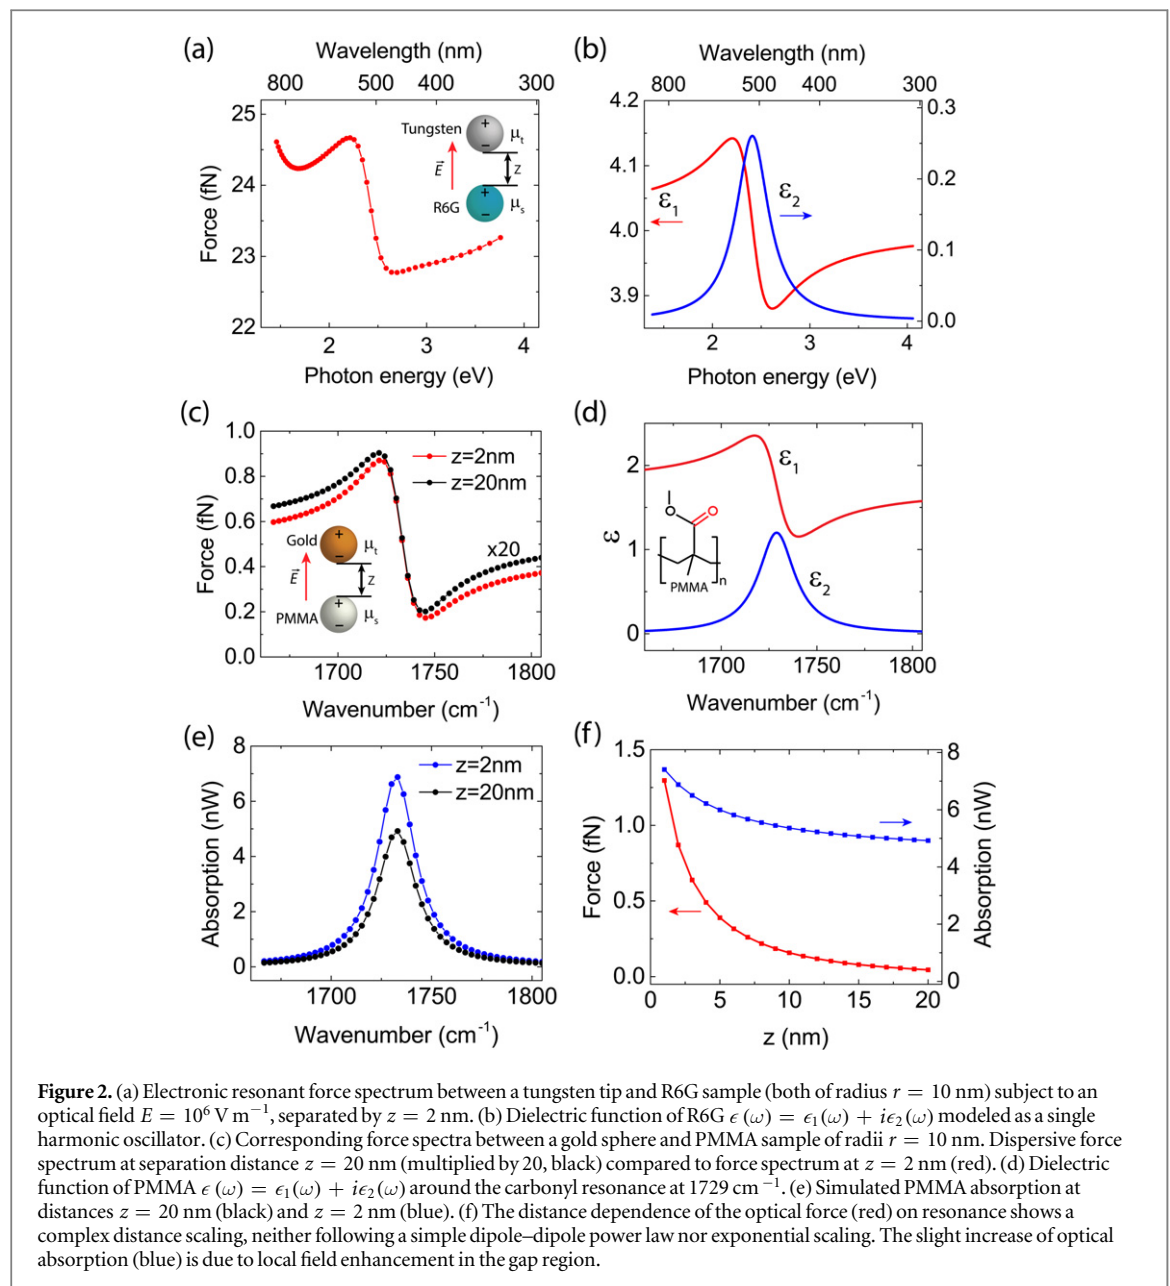 (a)
Wavelength (nm)
800 500 400 300
25
24
23
22
Force (fN)
Tungsten
μt
E
z
R6G
μs
+
−
+
−
2 3 4
Photon energy (eV)
(b)
Wavelength (nm)
800 500 400 300
4.2
4.1
4.0
3.9
0.3
0.2
0.1
0.0
ε1
ε2
2 3 4
Photon energy (eV)
(c)
1.0
0.8
0.6
0.4
0.2
0.0
Force (fN)
z=2nm
z=20nm
x20
Gold
μt
E
z
PMMA
μs
+
−
+
−
1700 1750 1800
Wavenumber (cm-1)
(d)
2
1
0
ε
ε1
ε2
O
O
n
PMMA
1700 1750 1800
Wavenumber (cm-1)
(e)
8
6
4
2
0
Absorption (nW)
z=2nm
z=20nm
1700 1750 1800
Wavenumber (cm-1)
(f)
1.5
1.0
0.5
0.0
Force (fN)
8
6
4
2
0
Absorption (nW)
0 5 10 15 20
z (nm)
Figure 2. (a) Electronic resonant force spectrum between a tungsten tip and R6G sample (both of radius r = 10 nm) subject to an
optical field E = 10⁶ V m⁻¹, separated by z = 2 nm. (b) Dielectric function of R6G ϵ (ω) = ϵ₁(ω) + iϵ₂(ω) modeled as a single
harmonic oscillator. (c) Corresponding force spectra between a gold sphere and PMMA sample of radii r = 10 nm. Dispersive force
spectrum at separation distance z = 20 nm (multiplied by 20, black) compared to force spectrum at z = 2 nm (red). (d) Dielectric
function of PMMA ϵ (ω) = ϵ₁(ω) + iϵ₂(ω) around the carbonyl resonance at 1729 cm⁻¹. (e) Simulated PMMA absorption at
distances z = 20 nm (black) and z = 2 nm (blue). (f) The distance dependence of the optical force (red) on resonance shows a
complex distance scaling, neither following a simple dipole–dipole power law nor exponential scaling. The slight increase of optical
absorption (blue) is due to local field enhancement in the gap region.